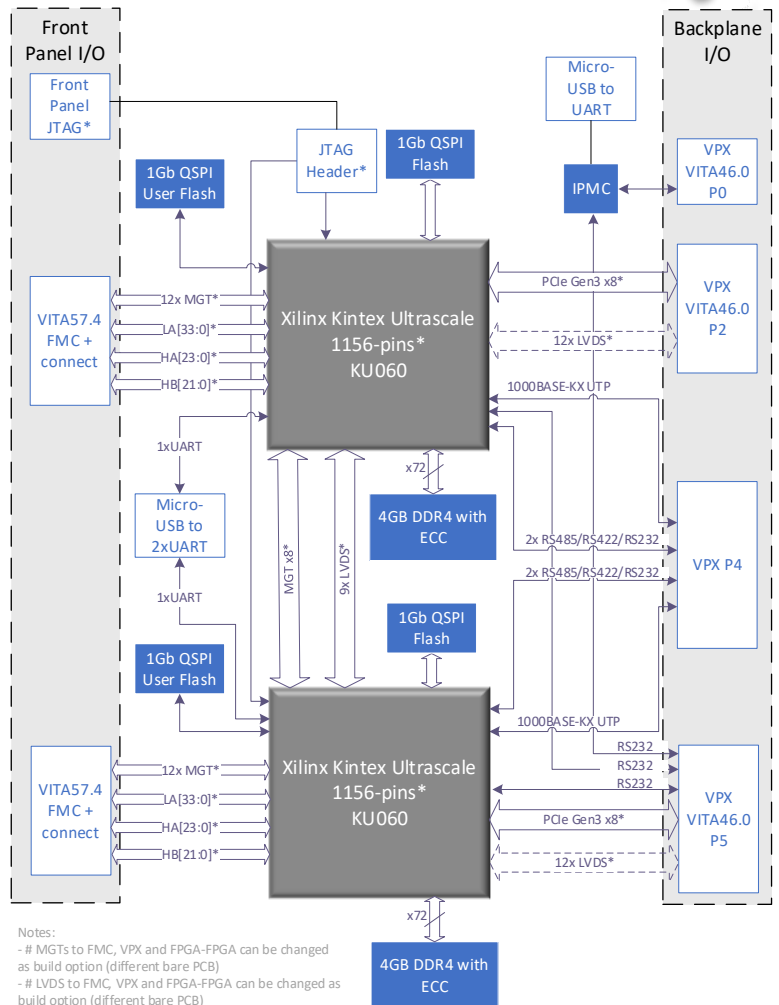 Front
Panel I/O
Backplane
I/O
Front
Panel
JTAG*
Micro-
USB to
UART
JTAG
Header*
1Gb QSPI
Flash
1Gb QSPI
User Flash
IPMC
VPX
VITA46.0
P0
VITA57.4
FMC +
connect
12x MGT*
LA[33:0]*
HA[23:0]*
HB[21:0]*
Xilinx Kintex Ultrascale
1156-pins*
KU060
PCIe Gen3 x8*
12x LVDS*
VPX
VITA46.0
P2
1000BASE-KX UTP
1xUART
Micro-
USB to
2xUART
1xUART
MGT x8*
9x LVDS*
x72
4GB DDR4 with
ECC
2x RS485/RS422/RS232
2x RS485/RS422/RS232
VPX P4
1Gb QSPI
Flash
1Gb QSPI
User Flash
1000BASE-KX UTP
RS232
RS232
RS232
VITA57.4
FMC +
connect
12x MGT*
LA[33:0]*
HA[23:0]*
HB[21:0]*
Xilinx Kintex Ultrascale
1156-pins*
KU060
PCIe Gen3 x8*
12x LVDS*
VPX
VITA46.0
P5
x72
4GB DDR4 with
ECC
Notes:
- # MGTs to FMC, VPX and FPGA-FPGA can be changed
as build option (different bare PCB)
- # LVDS to FMC, VPX and FPGA-FPGA can be changed as
build option (different bare PCB)